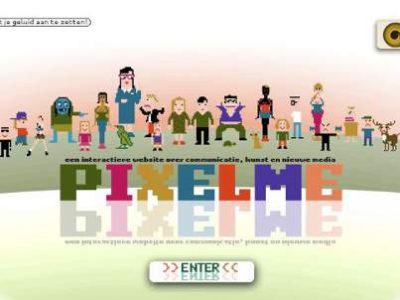 t je geluid aan te zetten!)
een interactieve website over communicatie, kunst en nieuwe media
PIXELME
>>ENTER<<